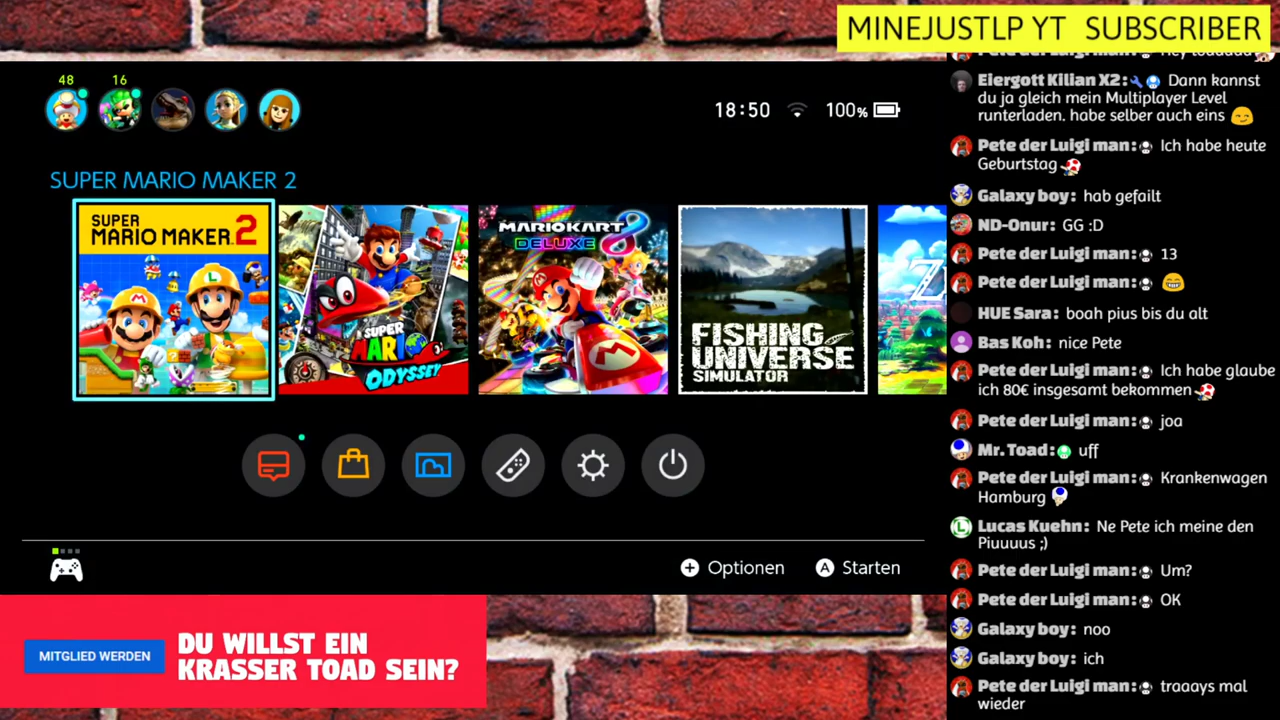 MINEJUSTLP YT SUBSCRIBER
48
16
18:50
100%
SUPER MARIO MAKER 2
SUPER
MARIO MAKER 2
SUPER
MARIO
ODYSSEY
MARIOKART 8
DELUXE
FISHING
UNIVERSE
SIMULATOR
Z
Optionen
A Starten
MITGLIED WERDEN
DU WILLST EIN
KRASSER TOAD SEIN?
Eiergott Kilian X2: Dann kannst
du ja gleich mein Multiplayer Level
runterladen. habe selber auch eins
Pete der Luigi man: Ich habe heute
Geburtstag
Galaxy boy: hab gefailt
ND-Onur: GG :D
Pete der Luigi man: 13
Pete der Luigi man:
HUE Sara: boah pius bis du alt
Bas Koh: nice Pete
Pete der Luigi man: Ich habe glaube
ich 80€ insgesamt bekommen
Pete der Luigi man: joa
Mr. Toad: uff
Pete der Luigi man: Krankenwagen
Hamburg
Lucas Kuehn: Ne Pete ich meine den
Piuuuus ;)
Pete der Luigi man: Um?
Pete der Luigi man: OK
Galaxy boy: noo
Galaxy boy: ich
Pete der Luigi man: traaays mal
wieder